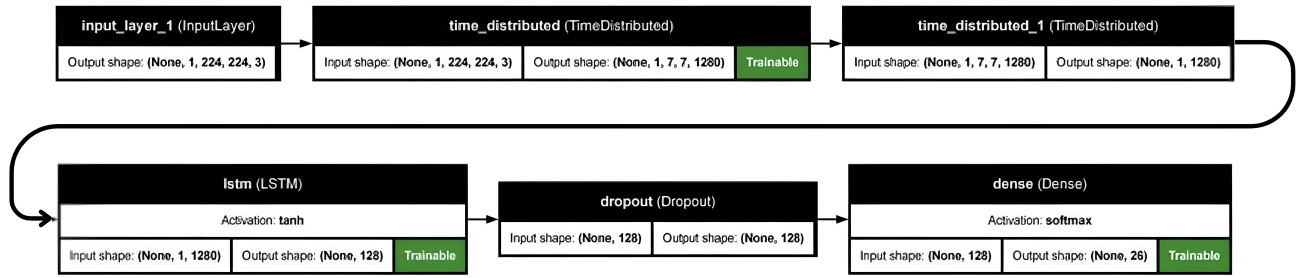 input_layer_1 (InputLayer)
Output shape: (None, 1, 224, 224, 3)
time_distributed (TimeDistributed)
Input shape: (None, 1, 224, 224, 3)
Output shape: (None, 1, 7, 7, 1280)
Trainable
time_distributed_1 (TimeDistributed)
Input shape: (None, 1, 7, 7, 1280)
Output shape: (None, 1, 1280)
lstm (LSTM)
Activation: tanh
Input shape: (None, 1, 1280)
Output shape: (None, 128)
Trainable
dropout (Dropout)
Input shape: (None, 128)
Output shape: (None, 128)
dense (Dense)
Activation: softmax
Input shape: (None, 128)
Output shape: (None, 26)
Trainable